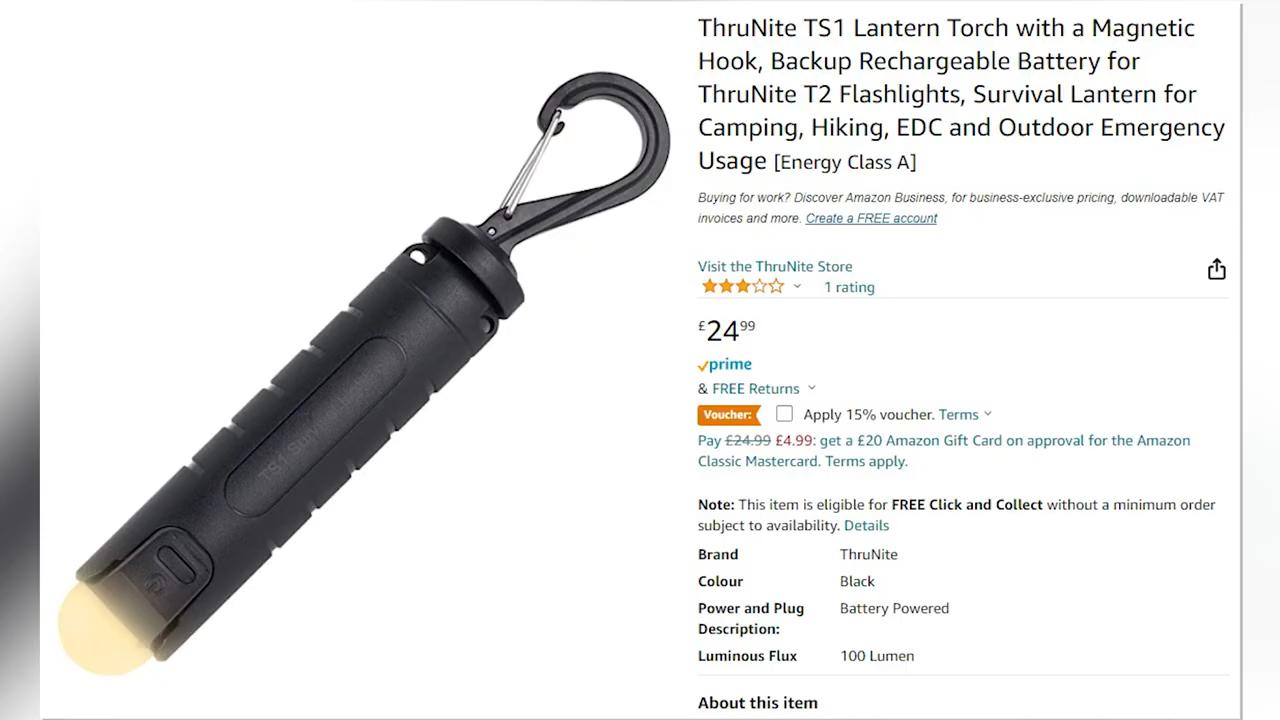 ThruNite TS1 Lantern Torch with a Magnetic
Hook, Backup Rechargeable Battery for
ThruNite T2 Flashlights, Survival Lantern for
Camping, Hiking, EDC and Outdoor Emergency
Usage [Energy Class A]
Buying for work? Discover Amazon Business, for business-exclusive pricing, downloadable VAT
invoices and more. Create a FREE account
Visit the ThruNite Store
1 rating
£24 99
prime
& FREE Returns
Voucher: Apply 15% voucher. Terms
Pay £24.99 £4.99: get a £20 Amazon Gift Card on approval for the Amazon
Classic Mastercard. Terms apply.
Note: This item is eligible for FREE Click and Collect without a minimum order
subject to availability. Details
Brand ThruNite
Colour Black
Power and Plug Battery Powered
Description:
Luminous Flux 100 Lumen
About this item
TS1